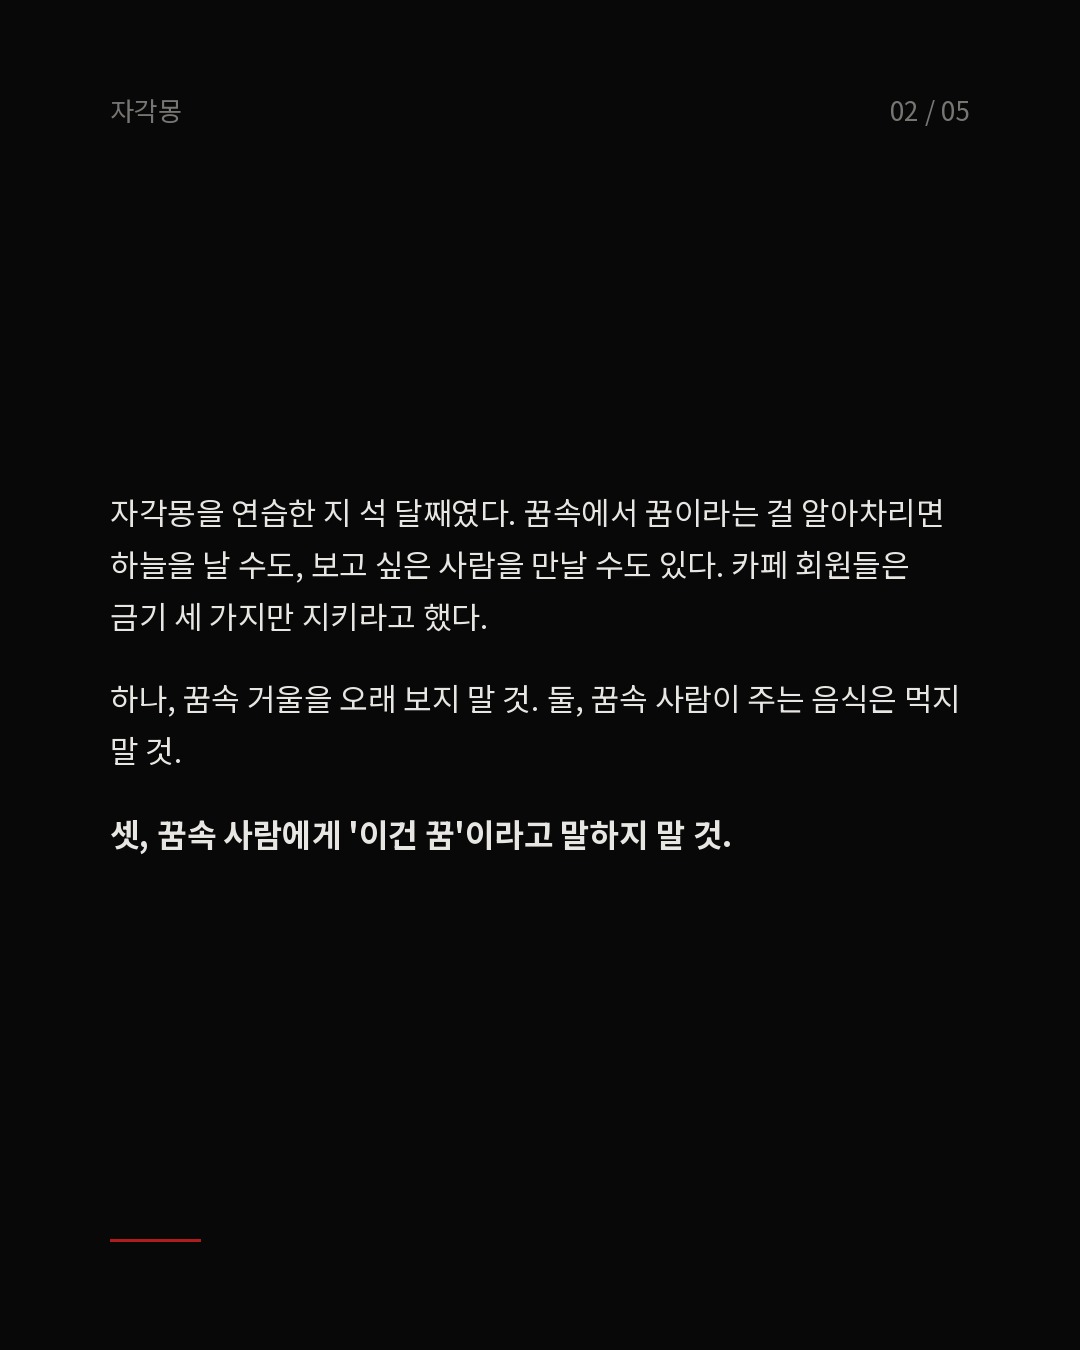 자각몽
02 / 05
자각몽을 연습한 지 석 달째였다. 꿈속에서 꿈이라는 걸 알아차리면
하늘을 날 수도, 보고 싶은 사람을 만날 수도 있다. 카페 회원들은
금기 세 가지만 지키라고 했다.
하나, 꿈속 거울을 오래 보지 말 것. 둘, 꿈속 사람이 주는 음식은 먹지
말 것.
셋, 꿈속 사람에게 '이건 꿈'이라고 말하지 말 것.